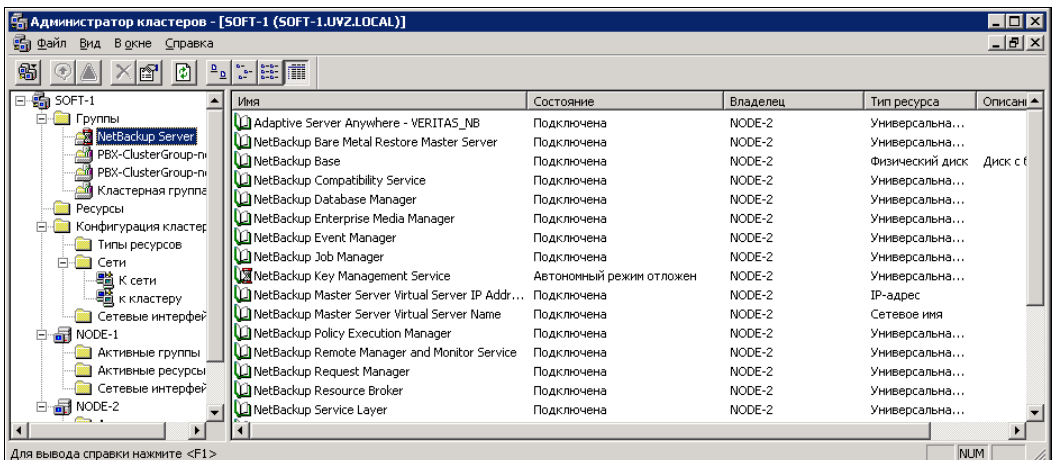 Администратор кластеров - [SOFT-1 (SOFT-1.UVZ.LOCAL)]
Файл Вид В окне Справка
SOFT-1
Группы
NetBackup Server
PBX-ClusterGroup-n
PBX-ClusterGroup-n
Кластерная группа
Ресурсы
Конфигурация кластер
Типы ресурсов
Сети
К сети
к кластеру
Сетевые интерфей
NODE-1
Активные группы
Активные ресурсы
Сетевые интерфей
NODE-2
Имя Состояние Владелец Тип ресурса Описани
Adaptive Server Anywhere - VERITAS_NB Подключена NODE-2 Универсальна...
NetBackup Bare Metal Restore Master Server Подключена NODE-2 Универсальна...
NetBackup Base Подключена NODE-2 Физический диск Диск с б
NetBackup Compatibility Service Подключена NODE-2 Универсальна...
NetBackup Database Manager Подключена NODE-2 Универсальна...
NetBackup Enterprise Media Manager Подключена NODE-2 Универсальна...
NetBackup Event Manager Подключена NODE-2 Универсальна...
NetBackup Job Manager Подключена NODE-2 Универсальна...
NetBackup Key Management Service Автономный режим отложен NODE-2 Универсальна...
NetBackup Master Server Virtual Server IP Addr... Подключена NODE-2 IP-адрес
NetBackup Master Server Virtual Server Name Подключена NODE-2 Сетевое имя
NetBackup Policy Execution Manager Подключена NODE-2 Универсальна...
NetBackup Remote Manager and Monitor Service Подключена NODE-2 Универсальна...
NetBackup Request Manager Подключена NODE-2 Универсальна...
NetBackup Resource Broker Подключена NODE-2 Универсальна...
NetBackup Service Layer Подключена NODE-2 Универсальна...
Для вывода справки нажмите <F1>
NUM